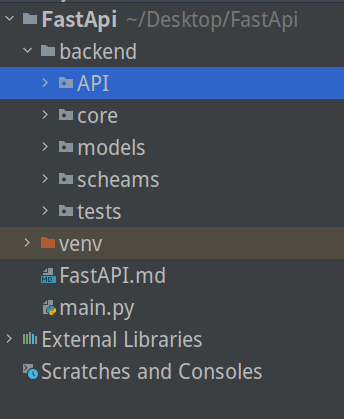 FastApi ~/Desktop/FastApi
backend
API
core
models
scheams
tests
venv
FastAPI.md
main.py
External Libraries
Scratches and Consoles